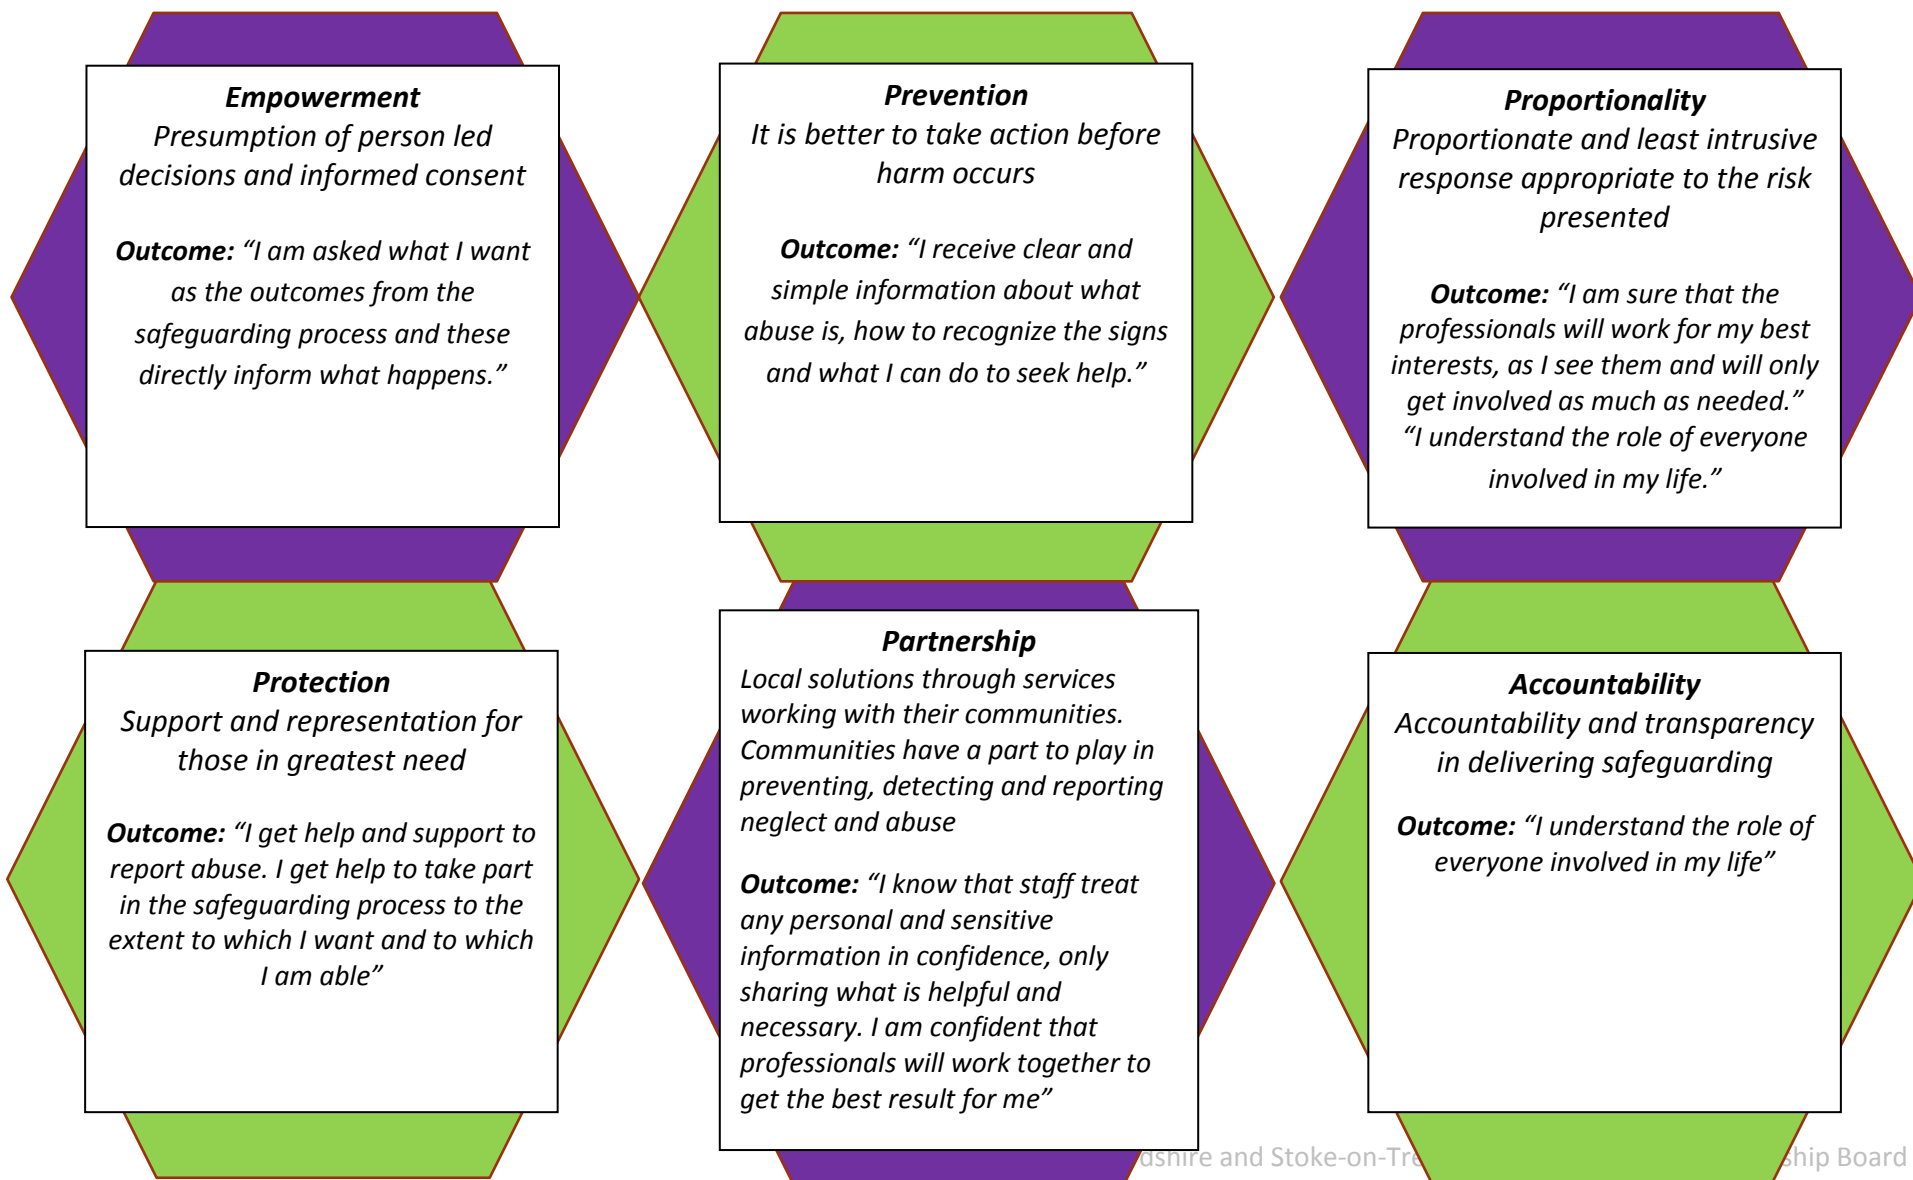 Empowerment
Presumption of person led
decisions and informed consent
Outcome: “I am asked what I want
as the outcomes from the
safeguarding process and these
directly inform what happens.”
Prevention
It is better to take action before
harm occurs
Outcome: “I receive clear and
simple information about what
abuse is, how to recognize the signs
and what I can do to seek help.”
Proportionality
Proportionate and least intrusive
response appropriate to the risk
presented
Outcome: “I am sure that the
professionals will work for my best
interests, as I see them and will only
get involved as much as needed.”
“I understand the role of everyone
involved in my life.”
Protection
Support and representation for
those in greatest need
Outcome: “I get help and support to
report abuse. I get help to take part
in the safeguarding process to the
extent to which I want and to which
I am able”
Partnership
Local solutions through services
working with their communities.
Communities have a part to play in
preventing, detecting and reporting
neglect and abuse
Outcome: “I know that staff treat
any personal and sensitive
information in confidence, only
sharing what is helpful and
necessary. I am confident that
professionals will work together to
get the best result for me”
Accountability
Accountability and transparency
in delivering safeguarding
Outcome: “I understand the role of
everyone involved in my life”
and Board